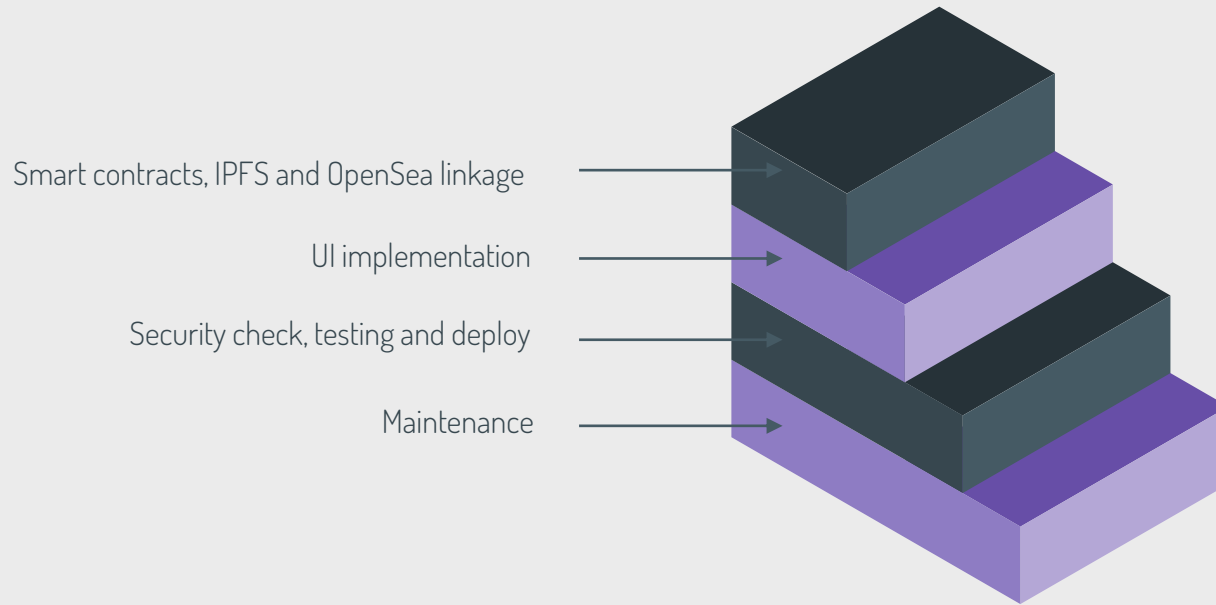 Smart contracts, IPFS and OpenSea linkage
UI implementation
Security check, testing and deploy
Maintenance